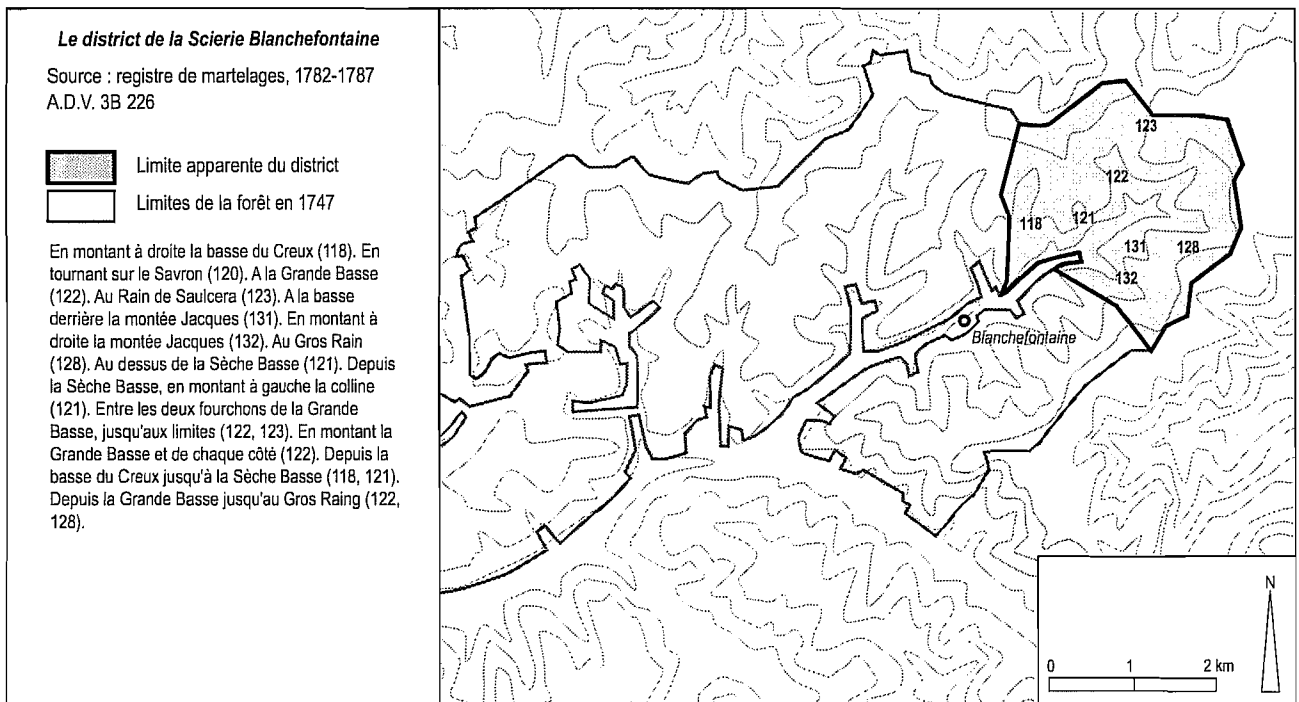 Le district de la Scierie Blanchefontaine
Source : registre de martelages, 1782-1787
A.D.V. 3B 226
Limite apparente du district
Limites de la forêt en 1747
En montant à droite la basse du Creux (118). En
tournant sur le Savron (120). A la Grande Basse
(122). Au Rain de Saulcera (123). A la basse
derrière la montée Jacques (131). En montant à
droite la montée Jacques (132). Au Gros Rain
(128). Au dessus de la Sèche Basse (121). Depuis
la Sèche Basse, en montant à gauche la colline
(121). Entre les deux fourchons de la Grande
Basse, jusqu'aux limites (122, 123). En montant la
Grande Basse et de chaque côté (122). Depuis la
basse du Creux jusqu'à la Sèche Basse (118, 121).
Depuis la Grande Basse jusqu'au Gros Raing (122,
128).
123
122
118
121
131
128
132
Blanchefontaine
N
0 1 2 km